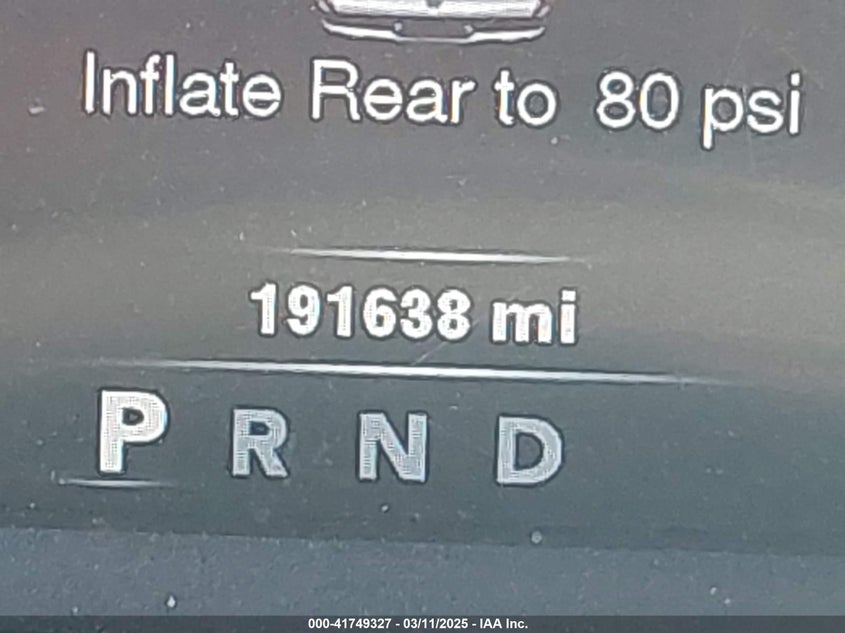 Inflate Rear to 80 psi
191638 mi
P R N D
000-41749327 - 03/11/2025 - IAA Inc.